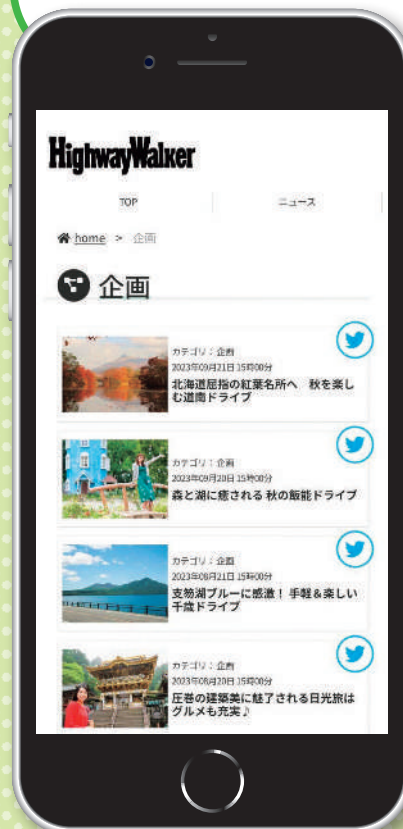 HighwayWalker
TOP
ニュース
home > 企画
企画
カテゴリ：企画
2023年09月21日 15時00分
北海道屈指の紅葉名所へ 秋を楽し
む道南ドライブ
カテゴリ：企画
2023年09月20日 15時00分
森と湖に癒される 秋の飯能ドライブ
カテゴリ：企画
2023年08月21日 15時00分
支笏湖ブルーに感激！ 手軽＆楽しい
千歳ドライブ
カテゴリ：企画
2023年08月20日 15時00分
圧巻の建築美に魅了される日光旅は
グルメも充実♪